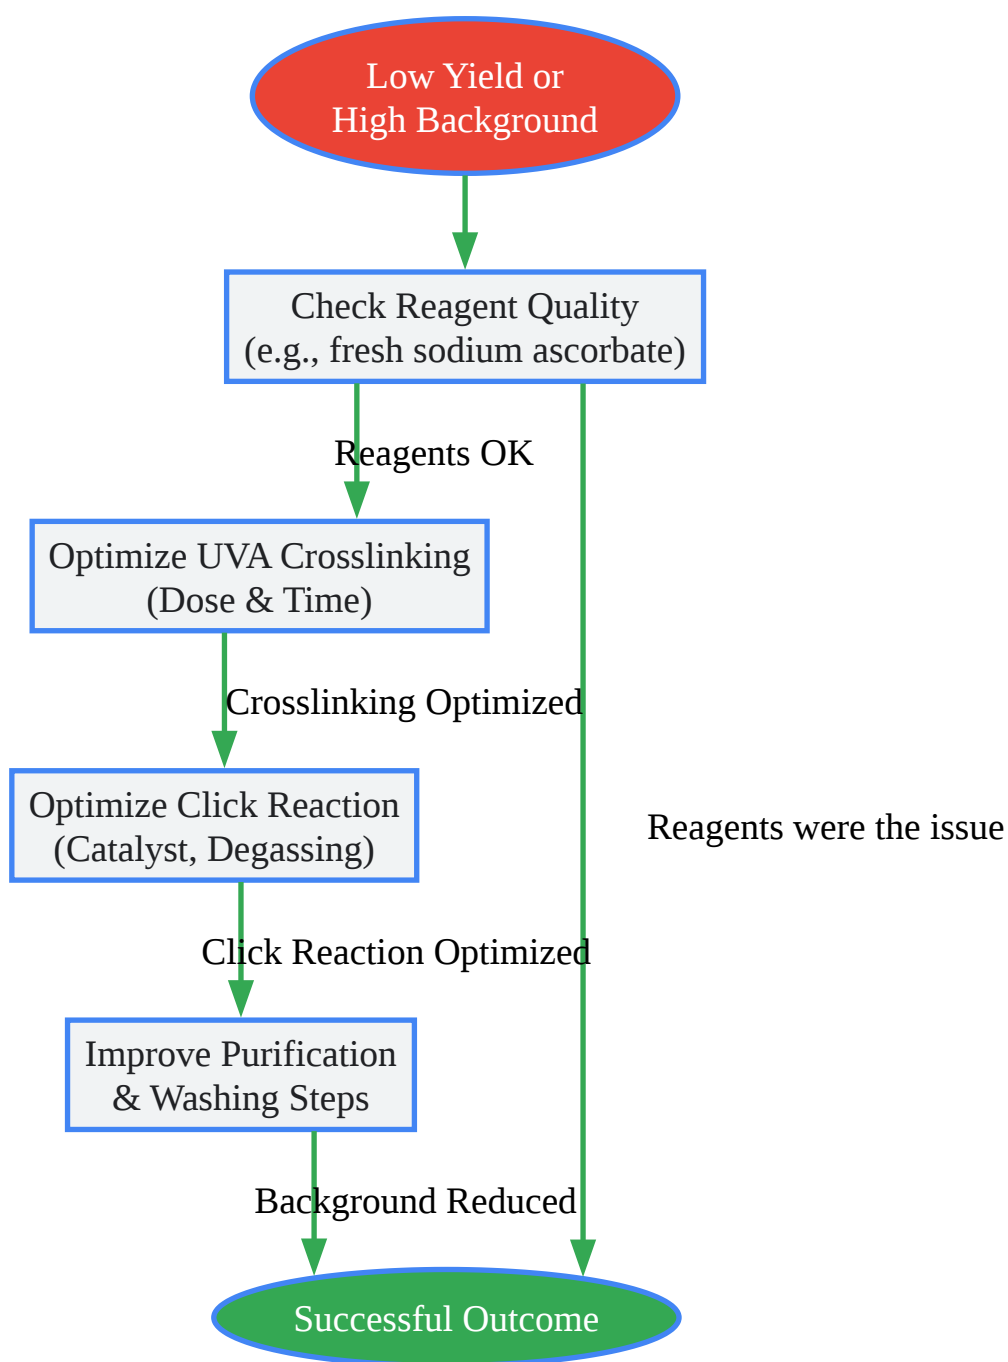 Low Yield or
High Background
Check Reagent Quality
(e.g., fresh sodium ascorbate)
Reagents OK
Optimize UVA Crosslinking
(Dose & Time)
Crosslinking Optimized
Optimize Click Reaction
(Catalyst, Degassing)
Reagents were the issue
Click Reaction Optimized
Improve Purification
& Washing Steps
Background Reduced
Successful Outcome